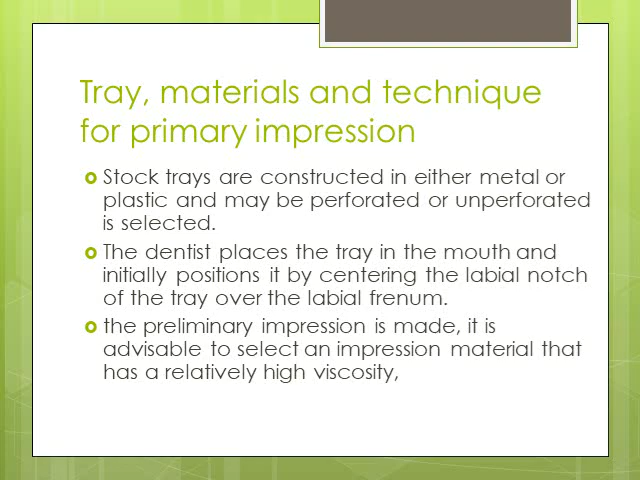 Tray, materials and technique
for primary impression
Stock trays are constructed in either metal or
plastic and may be perforated or unperforated
is selected.
The dentist places the tray in the mouth and
initially positions it by centering the labial notch
of the tray over the labial frenum.
the preliminary impression is made, it is
advisable to select an impression material that
has a relatively high viscosity,